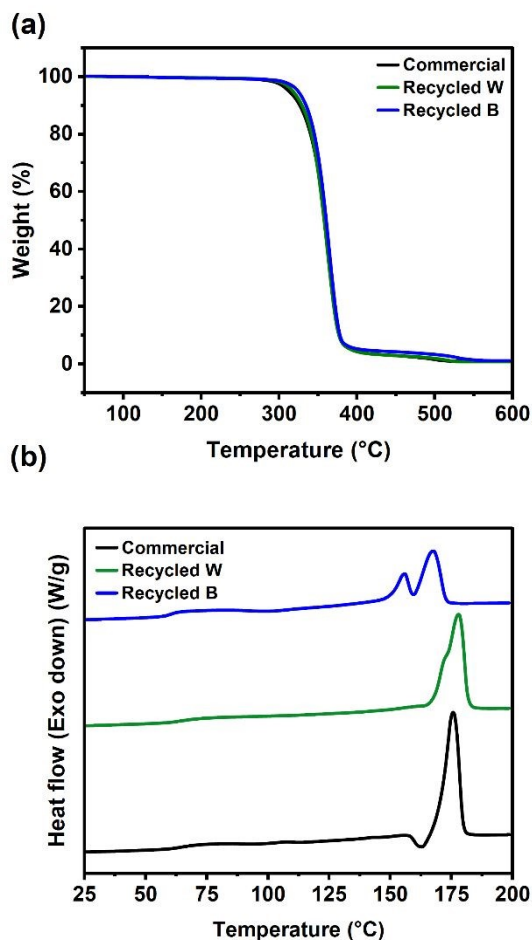 (a)
100
80
60
40
20
0
Weight (%)
Commercial
Recycled W
Recycled B
100 200 300 400 500 600
Temperature (°C)
(b)
Commercial
Recycled W
Recycled B
Heat flow (Exo down) (W/g)
25 50 75 100 125 150 175 200
Temperature (°C)